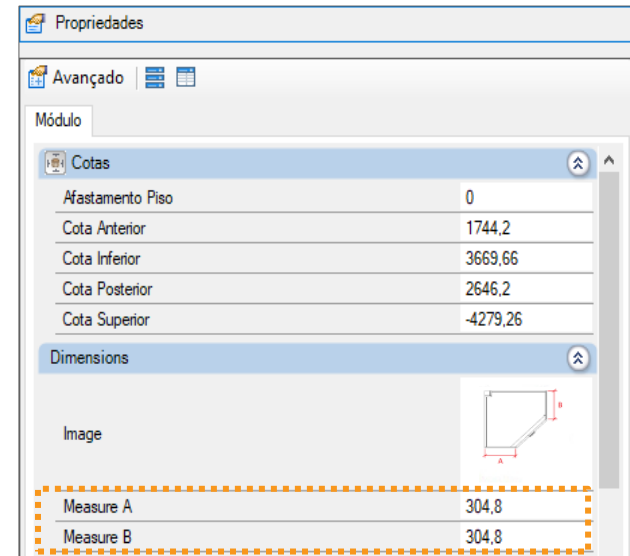 Propriedades
Avançado
Módulo
Cotas
Afastamento Piso 0
Cota Anterior 1744,2
Cota Inferior 3669,66
Cota Posterior 2646,2
Cota Superior -4279,26
Dimensions
B
Image
A
Measure A 304,8
Measure B 304,8